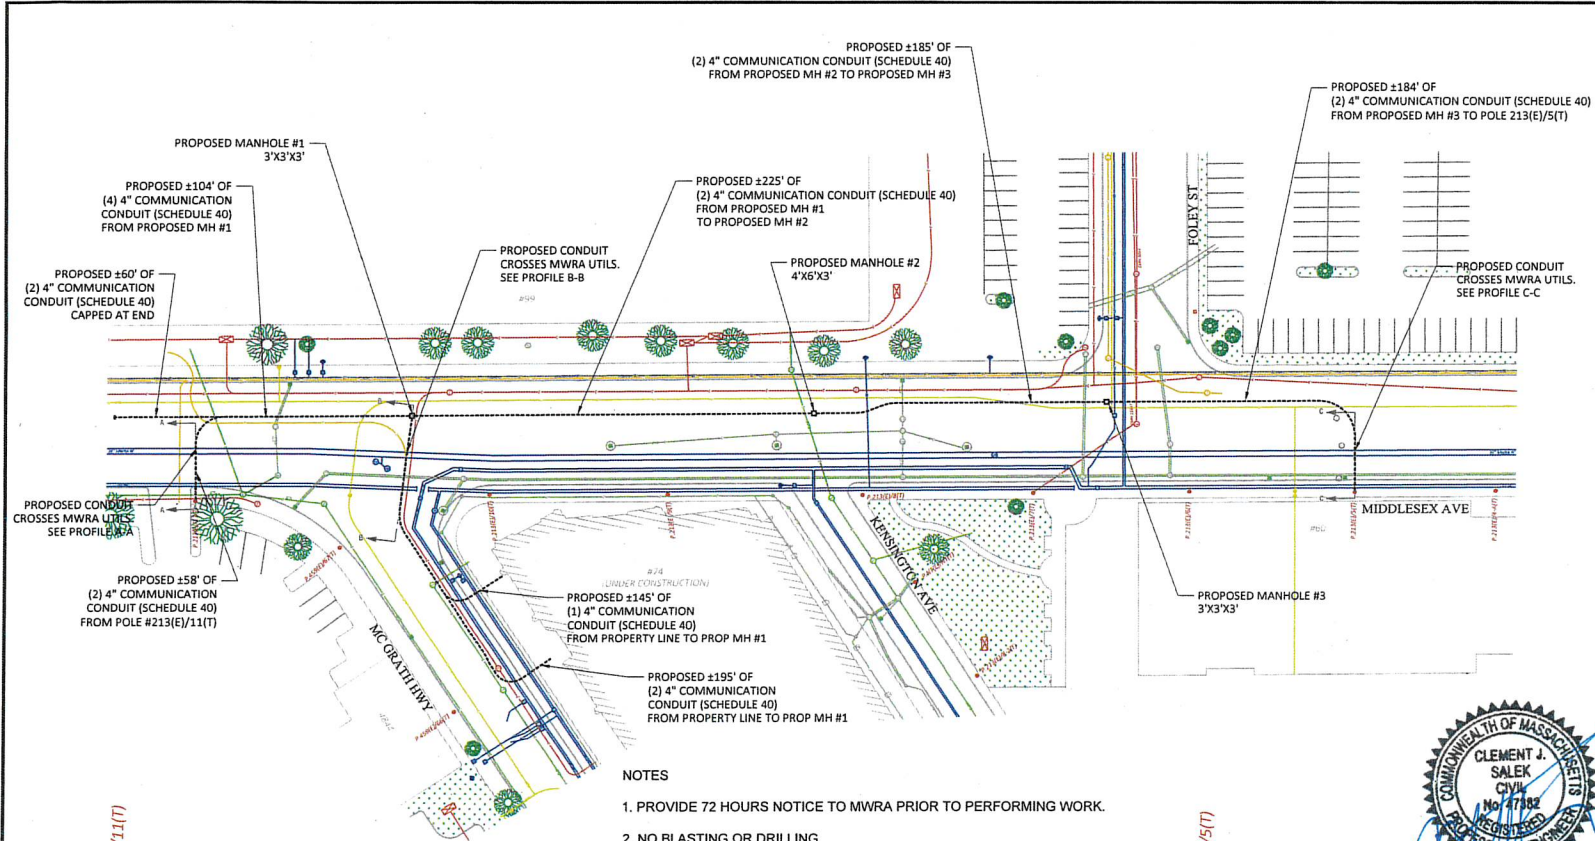 PROPOSED ±185' OF
(2) 4" COMMUNICATION CONDUIT (SCHEDULE 40)
FROM PROPOSED MH #2 TO PROPOSED MH #3
PROPOSED ±184' OF
(2) 4" COMMUNICATION CONDUIT (SCHEDULE 40)
FROM PROPOSED MH #3 TO POLE 213(E)/5(T)
PROPOSED MANHOLE #1
3'X3'X3'
PROPOSED ±104' OF
(4) 4" COMMUNICATION
CONDUIT (SCHEDULE 40)
FROM PROPOSED MH #1
PROPOSED ±225' OF
(2) 4" COMMUNICATION CONDUIT (SCHEDULE 40)
FROM PROPOSED MH #1
TO PROPOSED MH #2
FOLEY ST
PROPOSED CONDUIT
CROSSES MWRA UTILS.
SEE PROFILE B-B
PROPOSED MANHOLE #2
4'X6'X3'
PROPOSED CONDUIT
CROSSES MWRA UTILS.
SEE PROFILE C-C
PROPOSED ±60' OF
(2) 4" COMMUNICATION
CONDUIT (SCHEDULE 40)
CAPPED AT END
#99
A
B
C
PROPOSED CONDUIT
CROSSES MWRA UTILS.
SEE PROFILE A-A
A
B
C
MIDDLESEX AVE
#60
KENSINGTON AVE
#74
(UNDER CONSTRUCTION)
PROPOSED ±58' OF
(2) 4" COMMUNICATION
CONDUIT (SCHEDULE 40)
FROM POLE #213(E)/11(T)
PROPOSED ±145' OF
(1) 4" COMMUNICATION
CONDUIT (SCHEDULE 40)
FROM PROPERTY LINE TO PROP MH #1
PROPOSED MANHOLE #3
3'X3'X3'
MC GRATH HWY
PROPOSED ±195' OF
(2) 4" COMMUNICATION
CONDUIT (SCHEDULE 40)
FROM PROPERTY LINE TO PROP MH #1
NOTES
1. PROVIDE 72 HOURS NOTICE TO MWRA PRIOR TO PERFORMING WORK.
2. NO BLASTING OR DRILLING
/11(T)
/5(T)
COMMONWEALTH OF MASSACHUSETTS
CLEMENT J.
SALEK
CIVIL
No. 47382
REGISTERED